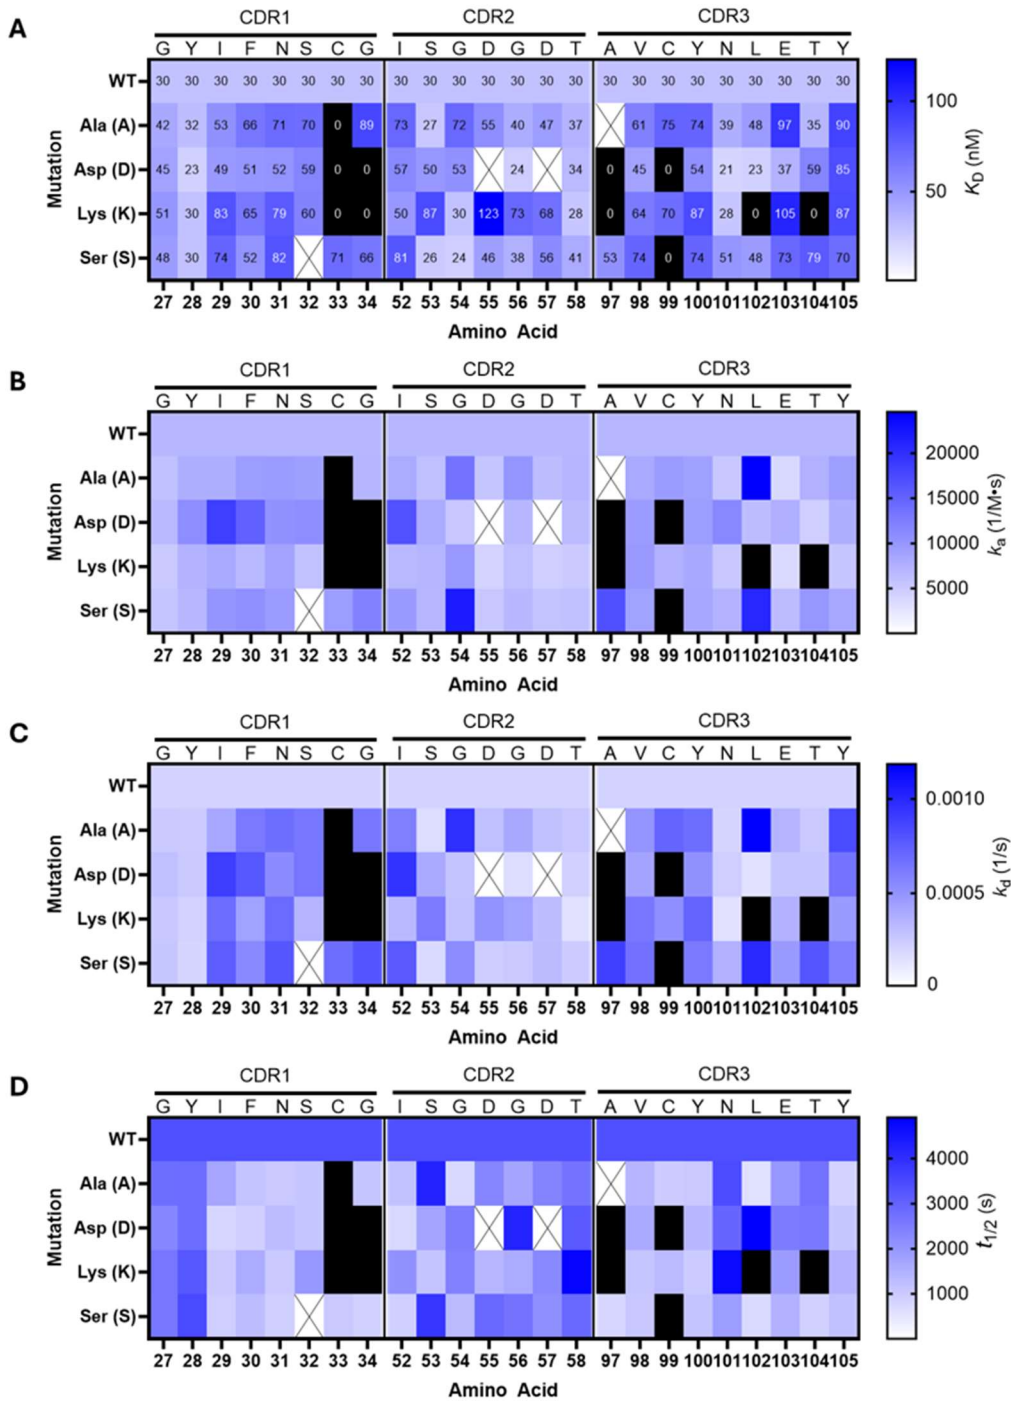 A
CDR1 CDR2 CDR3
G Y I F N S C G I S G D G D T A V C Y N L E T Y
WT 30 30 30 30 30 30 30 30 30 30 30 30 30 30 30 30 30 30 30 30 30 30 30 30
Ala (A) 42 32 53 66 71 70 0 89 73 27 72 55 40 47 37 61 75 74 39 48 97 35 90
Asp (D) 45 23 49 51 52 59 0 0 57 50 53 24 34 0 45 0 54 21 23 37 59 85
Lys (K) 51 30 83 65 79 60 0 0 50 87 30 123 73 68 28 0 64 70 87 28 0 105 0 87
Ser (S) 48 30 74 52 82 71 66 81 26 24 46 38 56 41 53 74 0 74 51 48 73 79 70
27 28 29 30 31 32 33 34 52 53 54 55 56 57 58 97 98 99 100 101 102 103 104 105
Amino Acid
Mutation
100
50
KD (nM)
B
CDR1 CDR2 CDR3
G Y I F N S C G I S G D G D T A V C Y N L E T Y
WT
Ala (A)
Asp (D)
Lys (K)
Ser (S)
27 28 29 30 31 32 33 34 52 53 54 55 56 57 58 97 98 99 100 101 102 103 104 105
Amino Acid
Mutation
20000
15000
10000
5000
ka (1/M•s)
C
CDR1 CDR2 CDR3
G Y I F N S C G I S G D G D T A V C Y N L E T Y
WT
Ala (A)
Asp (D)
Lys (K)
Ser (S)
27 28 29 30 31 32 33 34 52 53 54 55 56 57 58 97 98 99 100 101 102 103 104 105
Amino Acid
Mutation
0.0010
0.0005
0
kd (1/s)
D
CDR1 CDR2 CDR3
G Y I F N S C G I S G D G D T A V C Y N L E T Y
WT
Ala (A)
Asp (D)
Lys (K)
Ser (S)
27 28 29 30 31 32 33 34 52 53 54 55 56 57 58 97 98 99 100 101 102 103 104 105
Amino Acid
Mutation
4000
3000
2000
1000
t1/2 (s)